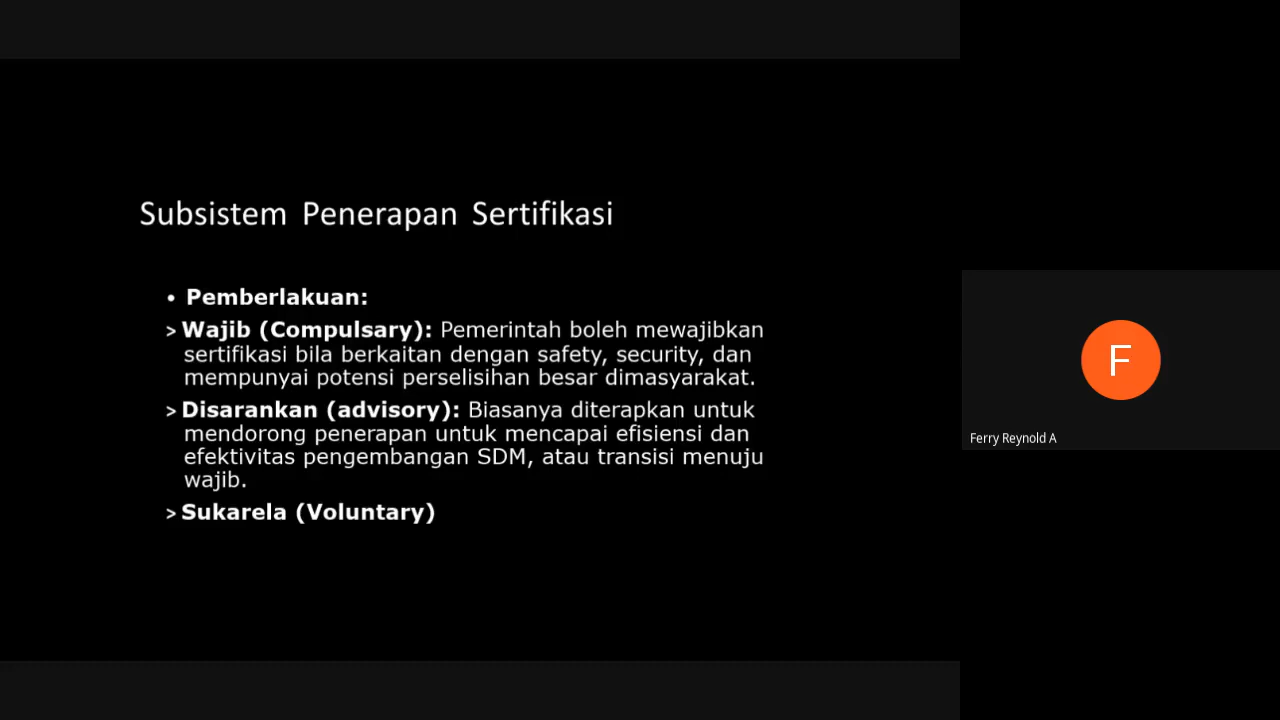 Subsistem Penerapan Sertifikasi
• Pemberlakuan:
> Wajib (Compulsary): Pemerintah boleh mewajibkan
sertifikasi bila berkaitan dengan safety, security, dan
mempunyai potensi perselisihan besar dimasyarakat.
> Disarankan (advisory): Biasanya diterapkan untuk
mendorong penerapan untuk mencapai efisiensi dan
efektivitas pengembangan SDM, atau transisi menuju
wajib.
> Sukarela (Voluntary)
F
Ferry Reynold A